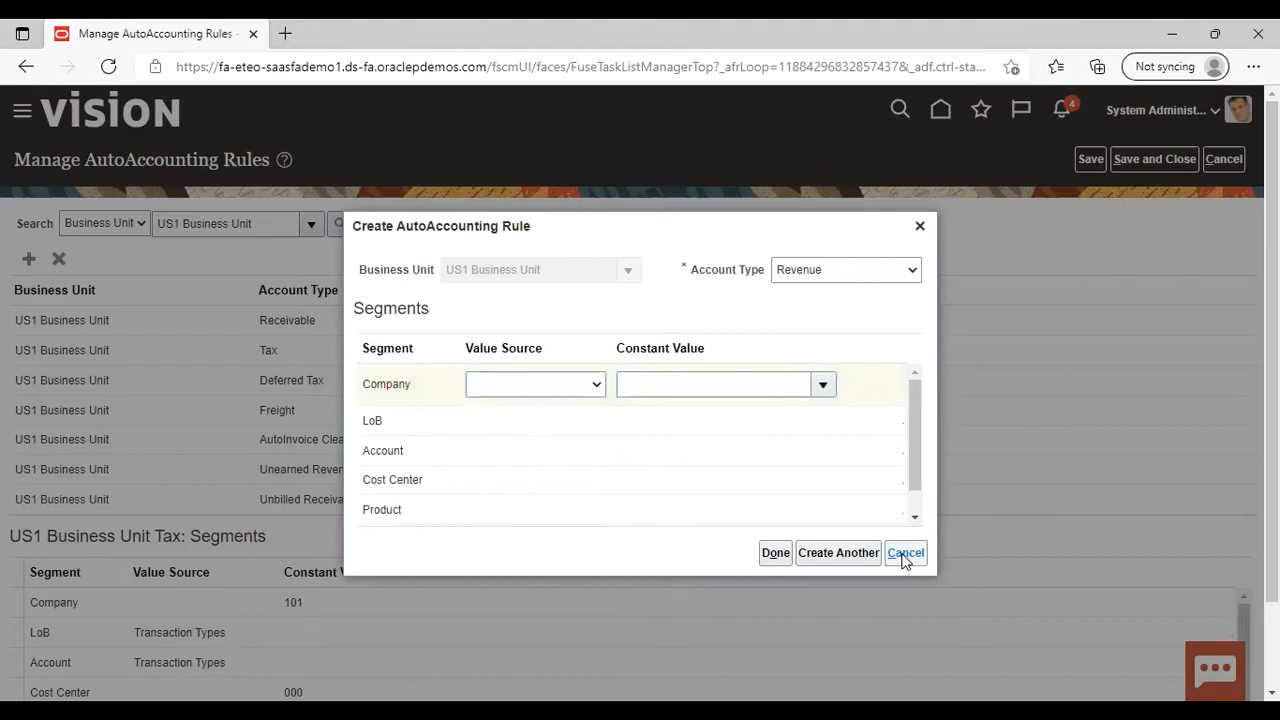 Manage AutoAccounting Rules -
https://fa-eteo-saasfademo1.ds-fa.oraclepdemos.com/fscmUI/faces/FuseTaskListManagerTop?_afrLoop=11884296832857437&_adf.ctrl-sta...
Not syncing
vision
4
System Administ...
Manage AutoAccounting Rules
Save
Save and Close
Cancel
Search Business Unit US1 Business Unit
Business Unit Account Type
US1 Business Unit Receivable
US1 Business Unit Tax
US1 Business Unit Deferred Tax
US1 Business Unit Freight
US1 Business Unit AutoInvoice Clea
US1 Business Unit Unearned Reven
US1 Business Unit Unbilled Receiva
Create AutoAccounting Rule
Business Unit US1 Business Unit * Account Type Revenue
Segments
Segment Value Source Constant Value
Company
LoB
Account
Cost Center
Product
Done Create Another Cancel
US1 Business Unit Tax: Segments
Segment Value Source Constant V
Company 101
LoB Transaction Types
Account Transaction Types
Cost Center 000